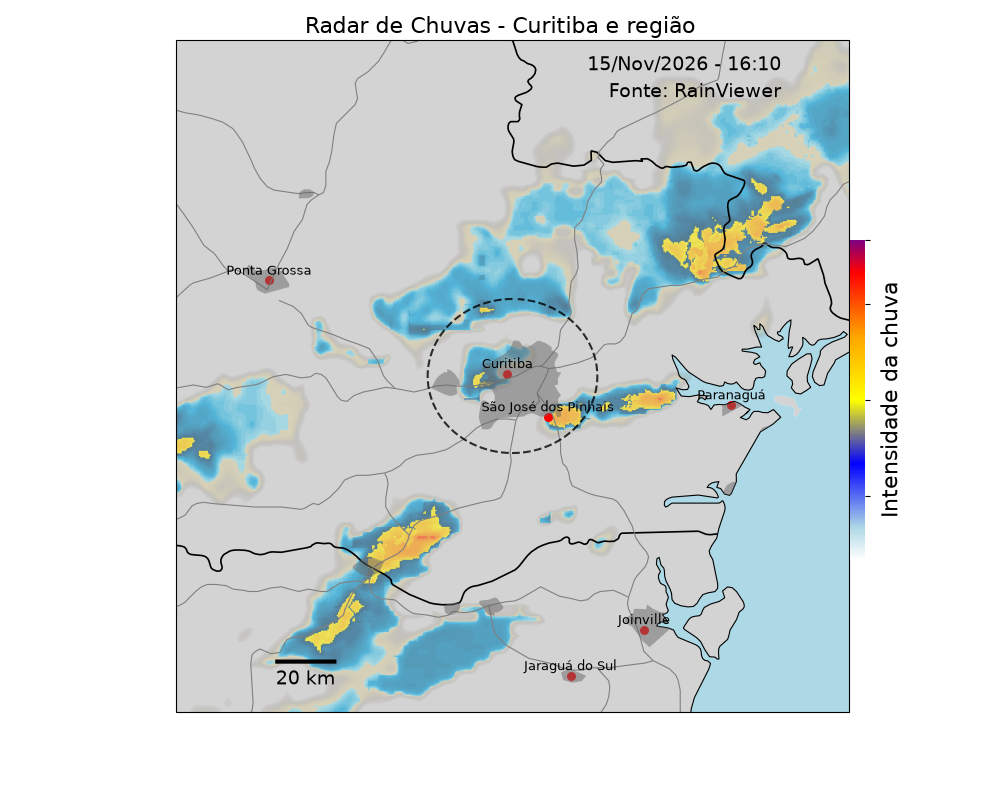 Radar de Chuvas - Curitiba e região
15/Nov/2026 - 16:10
Fonte: RainViewer
Ponta Grossa
Curitiba
Paranaguá
São José dos Pinhais
Joinville
Jaraguá do Sul
20 km
Intensidade da chuva